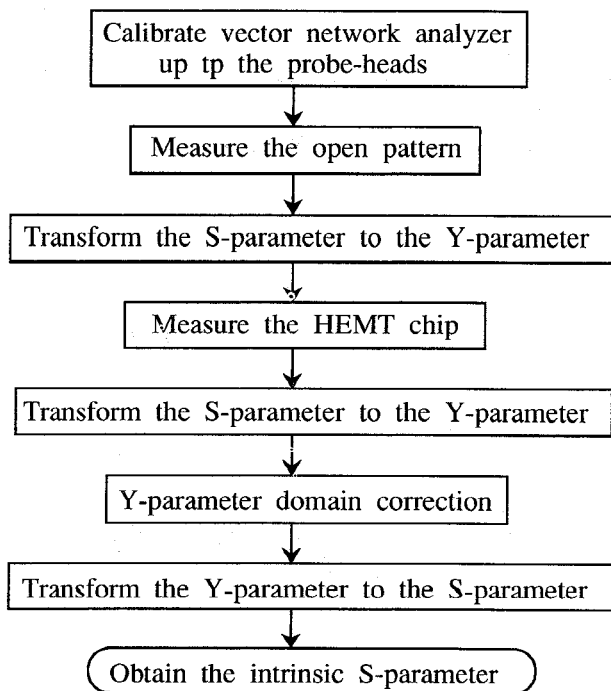 Calibrate vector network analyzer
up tp the probe-heads
Measure the open pattern
Transform the S-parameter to the Y-parameter
Measure the HEMT chip
Transform the S-parameter to the Y-parameter
Y-parameter domain correction
Transform the Y-parameter to the S-parameter
Obtain the intrinsic S-parameter